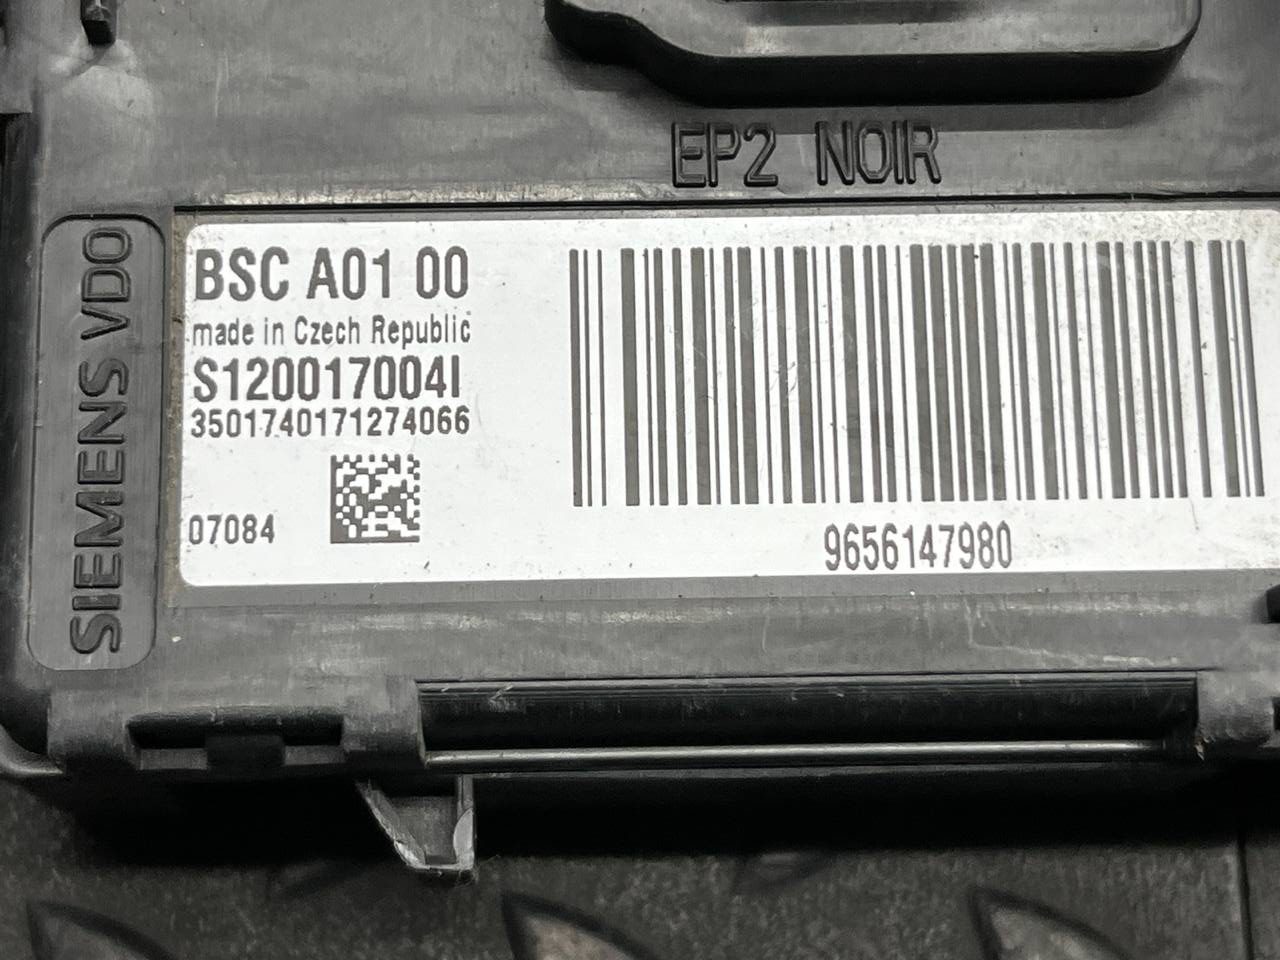 EP2 NOIR
SIEMENS VDO
BSC A01 00
made in Czech Republic
S120017004I
3501740171274066
07084
9656147980